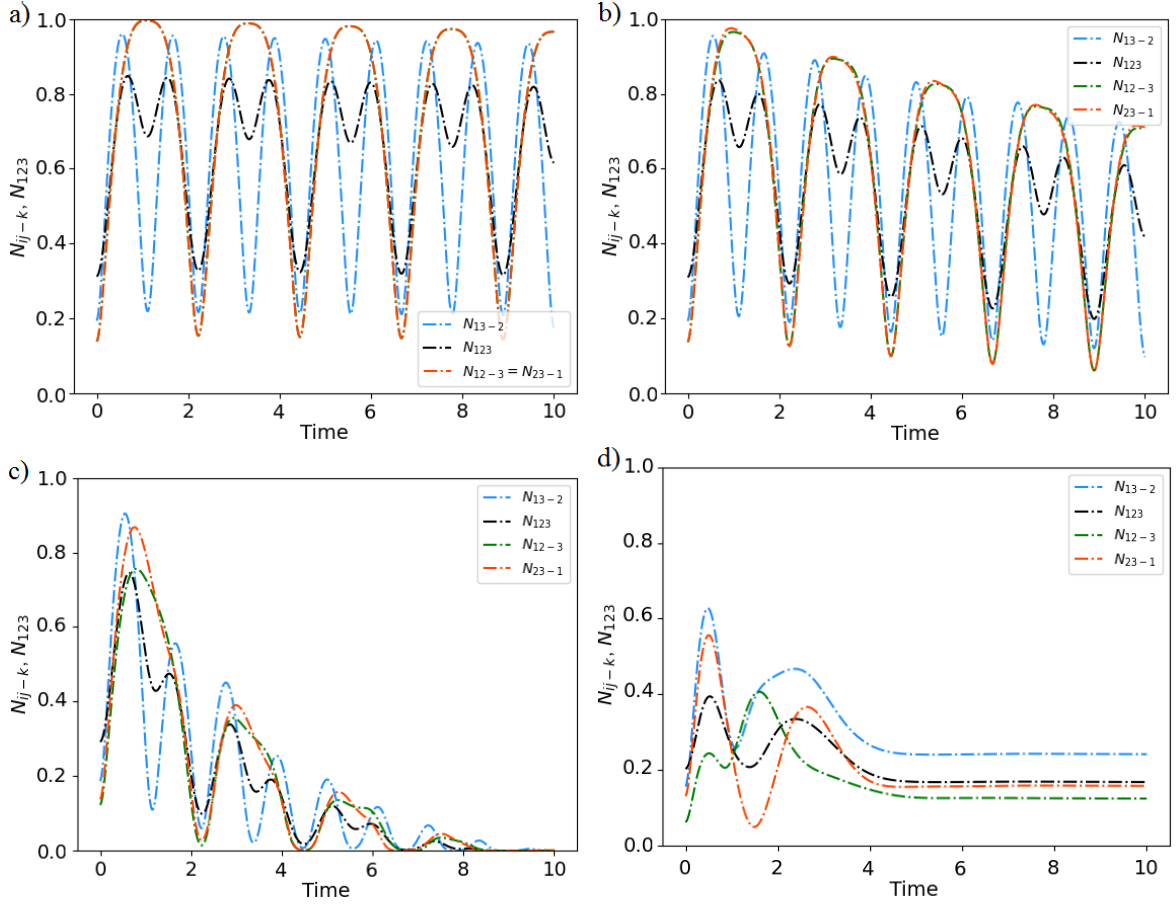 a)
1.0
0.8
0.6
0.4
0.2
0.0
N_{ij-k}, N_{123}
N_{13-2}
N_{123}
N_{12-3} = N_{23-1}
0 2 4 6 8 10
Time
b)
1.0
0.8
0.6
0.4
0.2
0.0
N_{ij-k}, N_{123}
N_{13-2}
N_{123}
N_{12-3}
N_{23-1}
0 2 4 6 8 10
Time
c)
1.0
0.8
0.6
0.4
0.2
0.0
N_{ij-k}, N_{123}
N_{13-2}
N_{123}
N_{12-3}
N_{23-1}
0 2 4 6 8 10
Time
d)
1.0
0.8
0.6
0.4
0.2
0.0
N_{ij-k}, N_{123}
N_{13-2}
N_{123}
N_{12-3}
N_{23-1}
0 2 4 6 8 10
Time